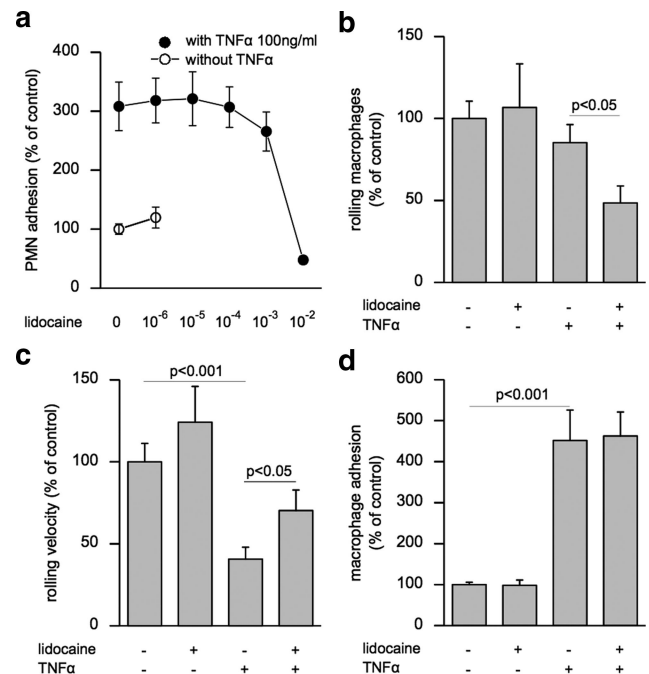 a
with TNFα 100ng/ml
without TNFα
PMN adhesion (% of control)
400
300
200
100
0
lidocaine 0 10-6 10-5 10-4 10-3 10-2
b
rolling macrophages
(% of control)
150
100
50
0
p<0.05
lidocaine - + - +
TNFα - - + +
c
rolling velocity (% of control)
150
100
50
0
p<0.001
p<0.05
lidocaine - + - +
TNFα - - + +
d
macrophage adhesion
(% of control)
600
500
400
300
200
100
0
p<0.001
lidocaine - + - +
TNFα - - + +